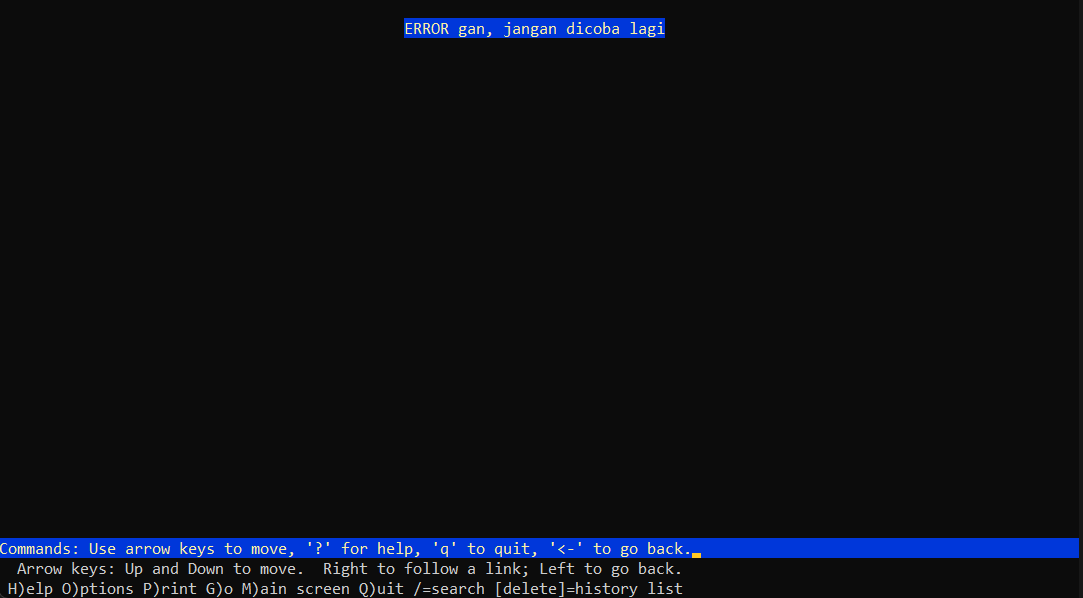 ERROR gan, jangan dicoba lagi
Commands: Use arrow keys to move, '?' for help, 'q' to quit, '<-' to go back.
Arrow keys: Up and Down to move.  Right to follow a link; Left to go back.
H)elp O)ptions P)rint G)o M)ain screen Q)uit /=search [delete]=history list